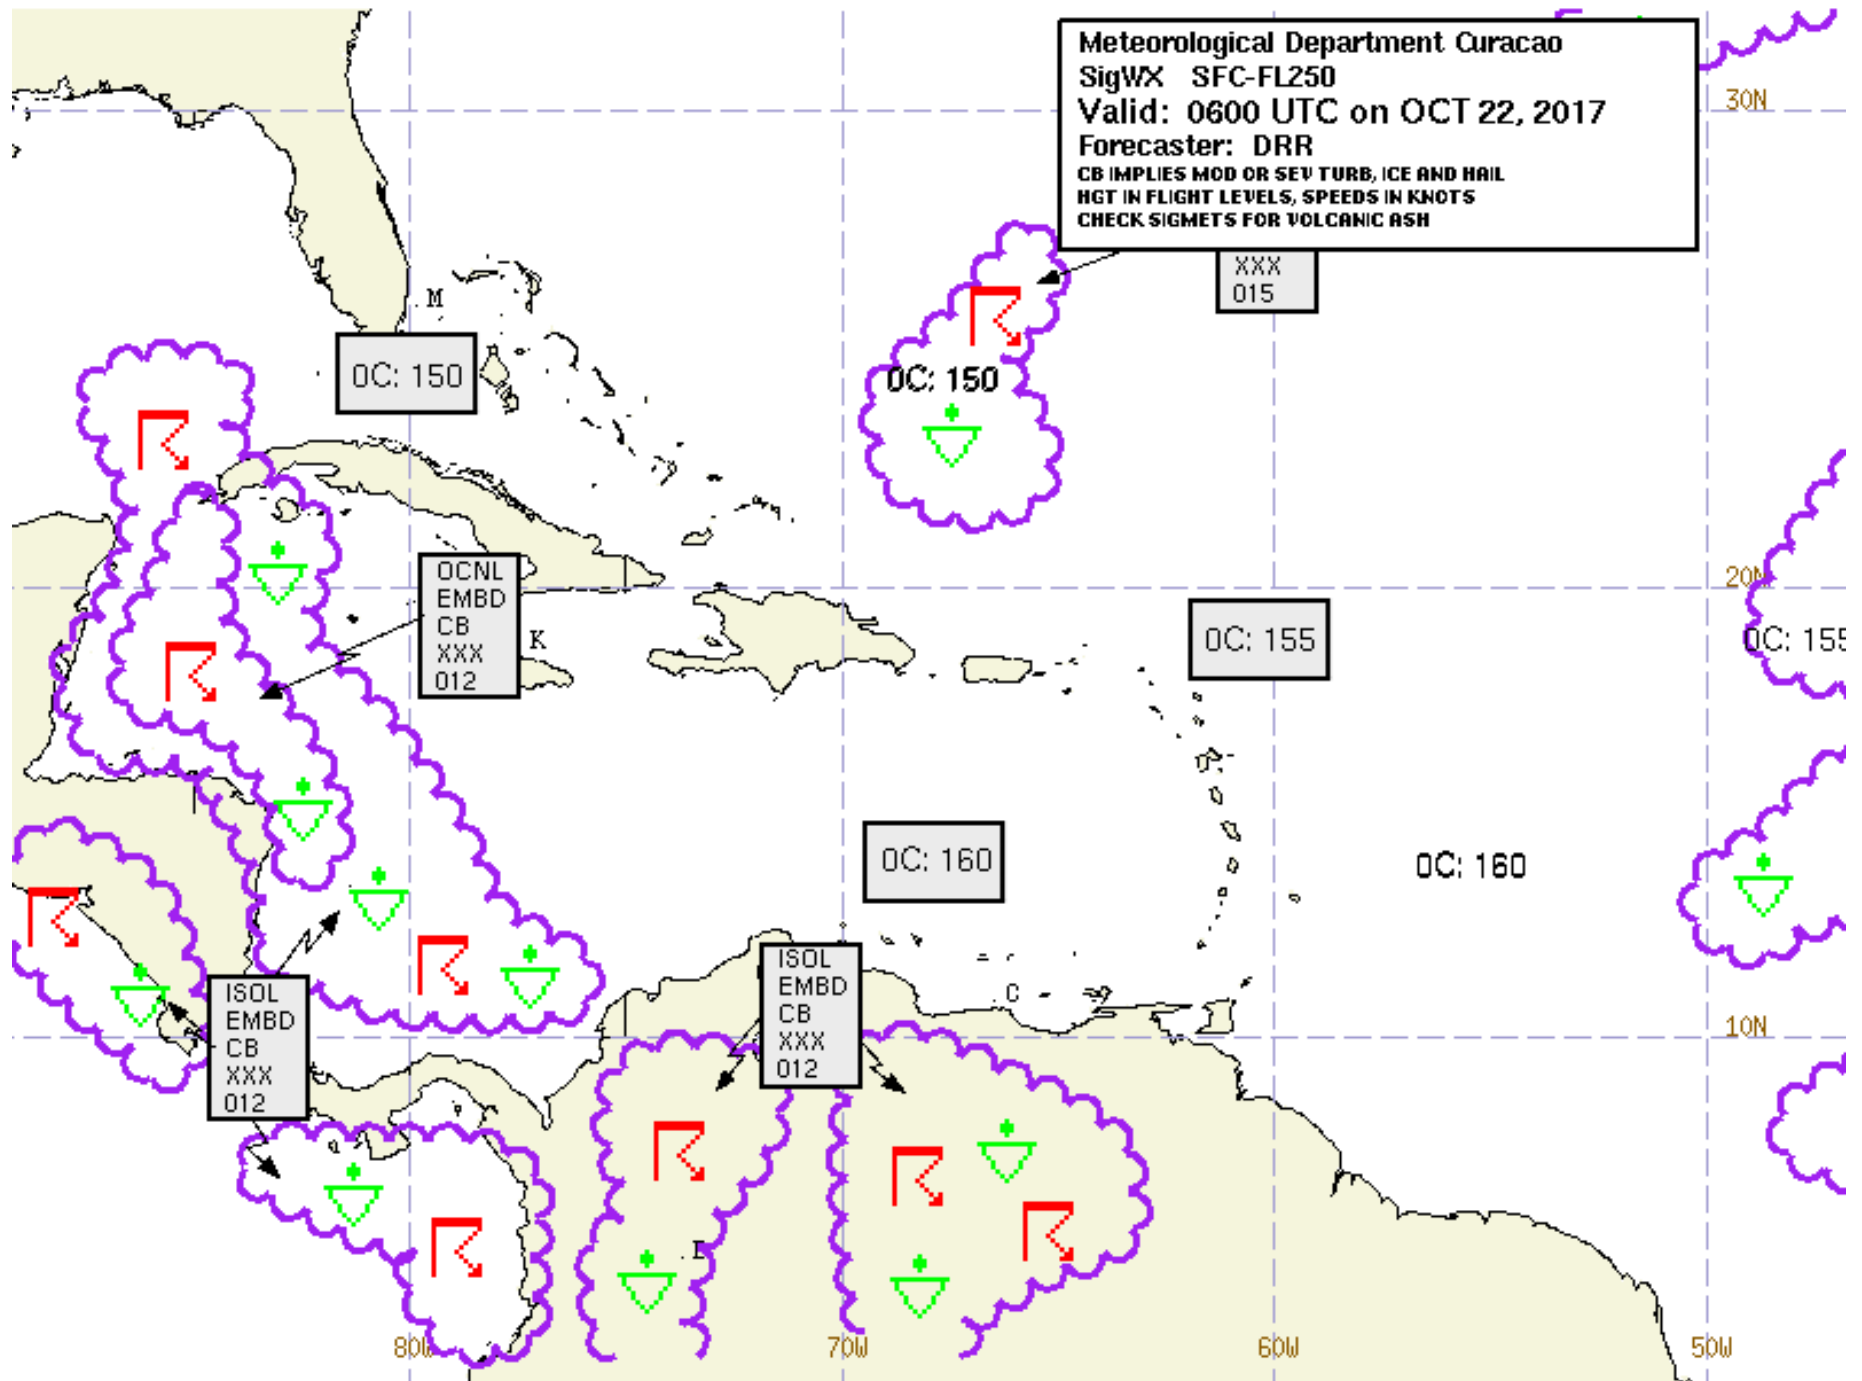 Meteorological Department Curacao
SigWX SFC-FL250
Valid: 0600 UTC on OCT 22, 2017
Forecaster: DRR
CB IMPLIES MOD OR SEV TURB, ICE AND HAIL
HGT IN FLIGHT LEVELS, SPEEDS IN KNOTS
CHECK SIGMETS FOR VOLCANIC ASH
30N
XXX
015
M
0C: 150
0C: 150
OCNL
EMBD
CB
XXX
012
20N
K
0C: 155
0C: 155
0C: 160
0C: 160
ISOL
EMBD
CB
XXX
012
ISOL
EMBD
CB
XXX
012
C
10N
80W
70W
60W
50W